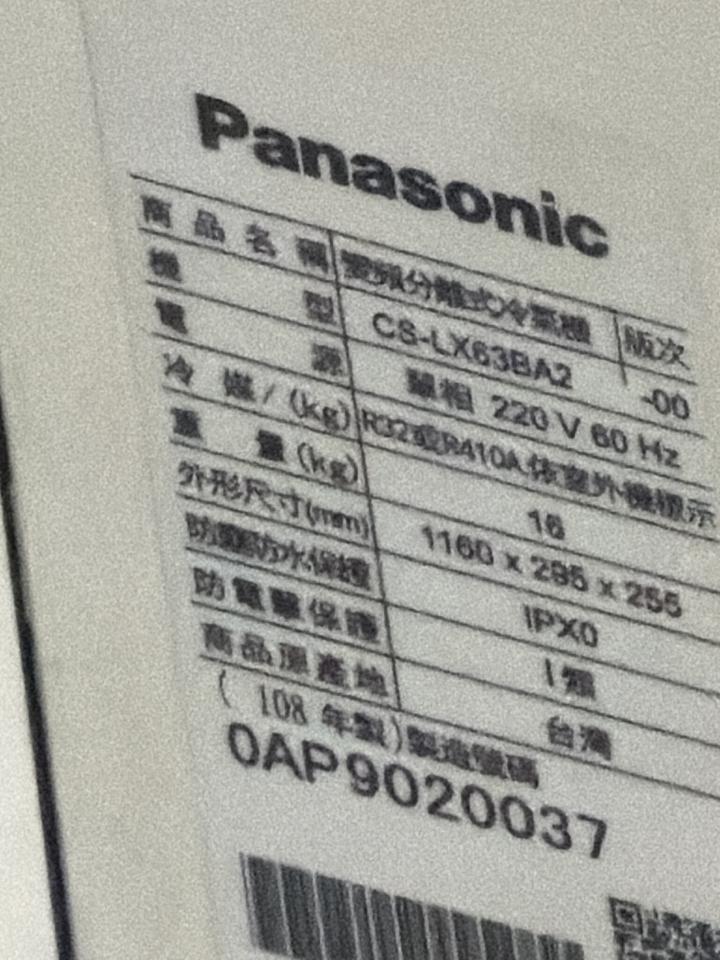 Panasonic
商品名稱 變頻分離式冷氣機 版次
機型 CS-LX63BA2 -00
電源 單相 220 V 60 Hz
冷媒/(kg) R32或R410A依室外機標示
重量(kg) 16
外形尺寸(mm) 1160 x 295 x 255
防塵防水保護 IPX0
防電擊保護 I 類
商品原產地 台灣
( 108 年製)製造號碼
0AP9020037